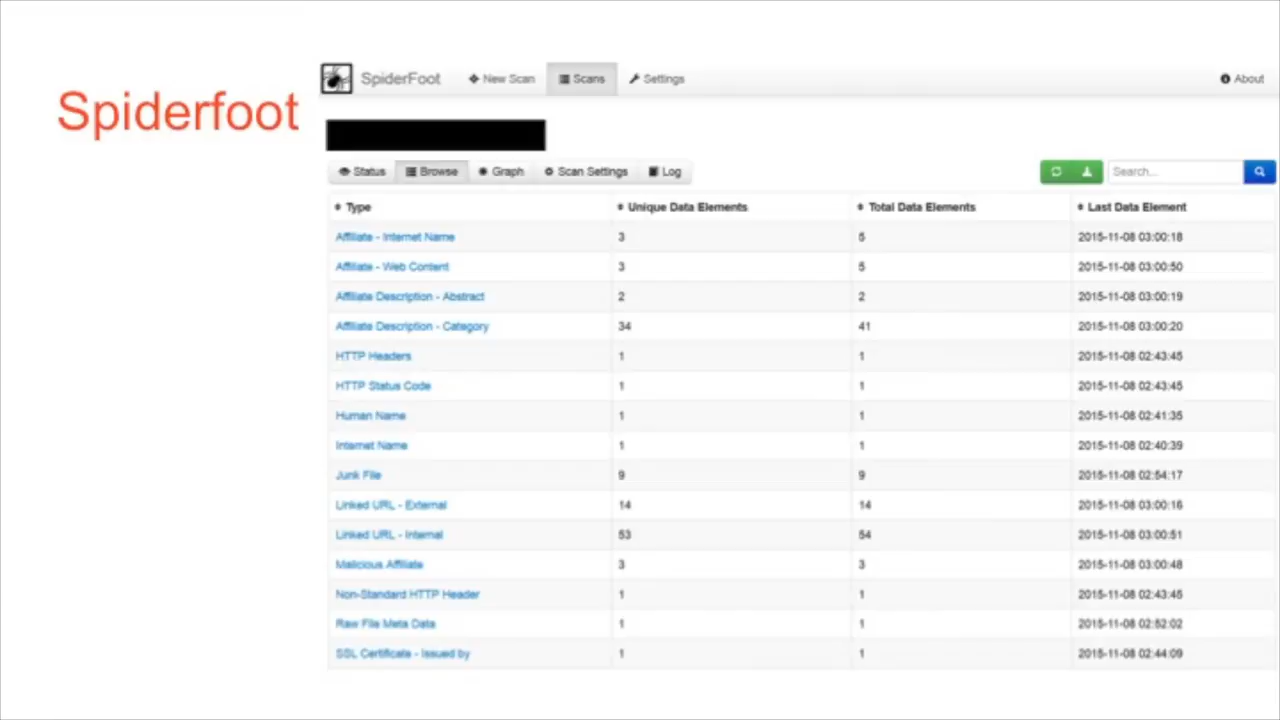 Spiderfoot
SpiderFoot New Scan Scans Settings About
Status Browse Graph Scan Settings Log Search...
Type Unique Data Elements Total Data Elements Last Data Element
Affiliate - Internet Name 3 5 2015-11-08 03:00:18
Affiliate - Web Content 3 5 2015-11-08 03:00:50
Affiliate Description - Abstract 2 2 2015-11-08 03:00:19
Affiliate Description - Category 34 41 2015-11-08 03:00:20
HTTP Headers 1 1 2015-11-08 02:43:45
HTTP Status Code 1 1 2015-11-08 02:43:45
Human Name 1 1 2015-11-08 02:41:35
Internet Name 1 1 2015-11-08 02:40:39
Junk File 9 9 2015-11-08 02:54:17
Linked URL - External 14 14 2015-11-08 03:00:16
Linked URL - Internal 53 54 2015-11-08 03:00:51
Malicious Affiliate 3 3 2015-11-08 03:00:48
Non-Standard HTTP Header 1 1 2015-11-08 02:43:45
Raw File Meta Data 1 1 2015-11-08 02:52:02
SSL Certificate - Issued by 1 1 2015-11-08 02:44:09